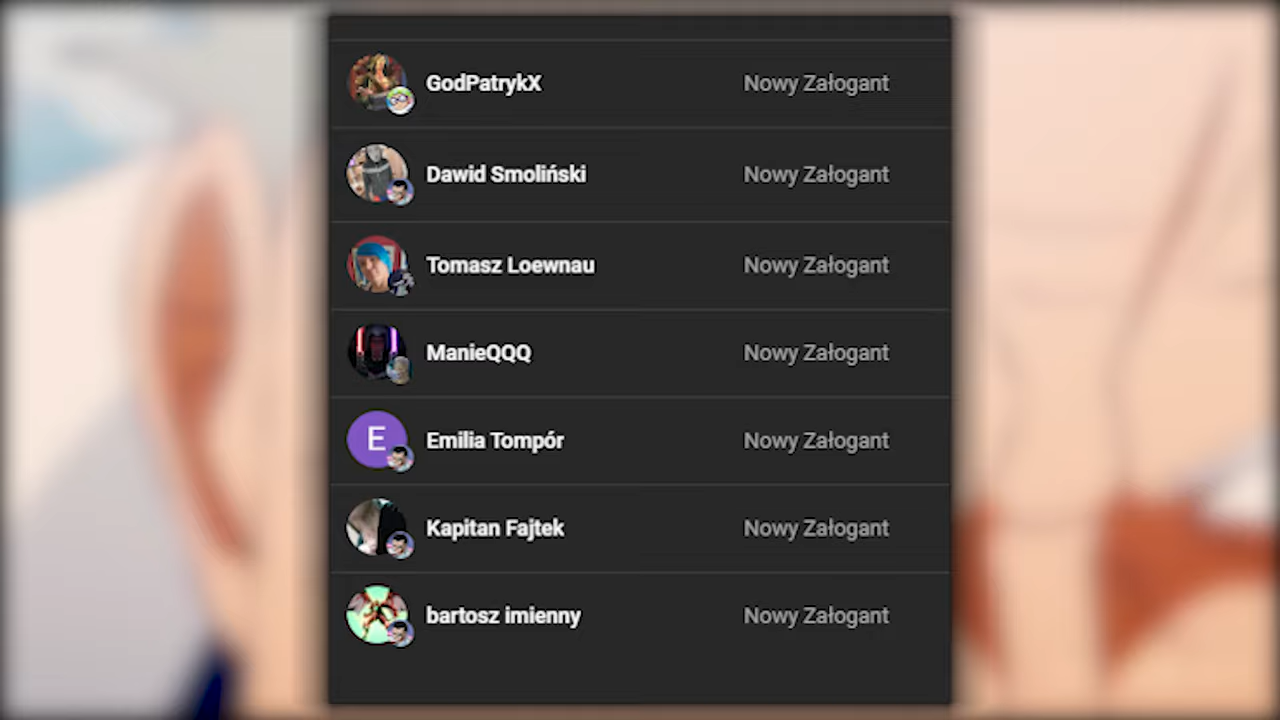 GodPatrykX Nowy Załogant
Dawid Smoliński Nowy Załogant
Tomasz Loewnau Nowy Załogant
ManieQQQ Nowy Załogant
E Emilia Tompór Nowy Załogant
Kapitan Fajtek Nowy Załogant
bartosz imienny Nowy Załogant